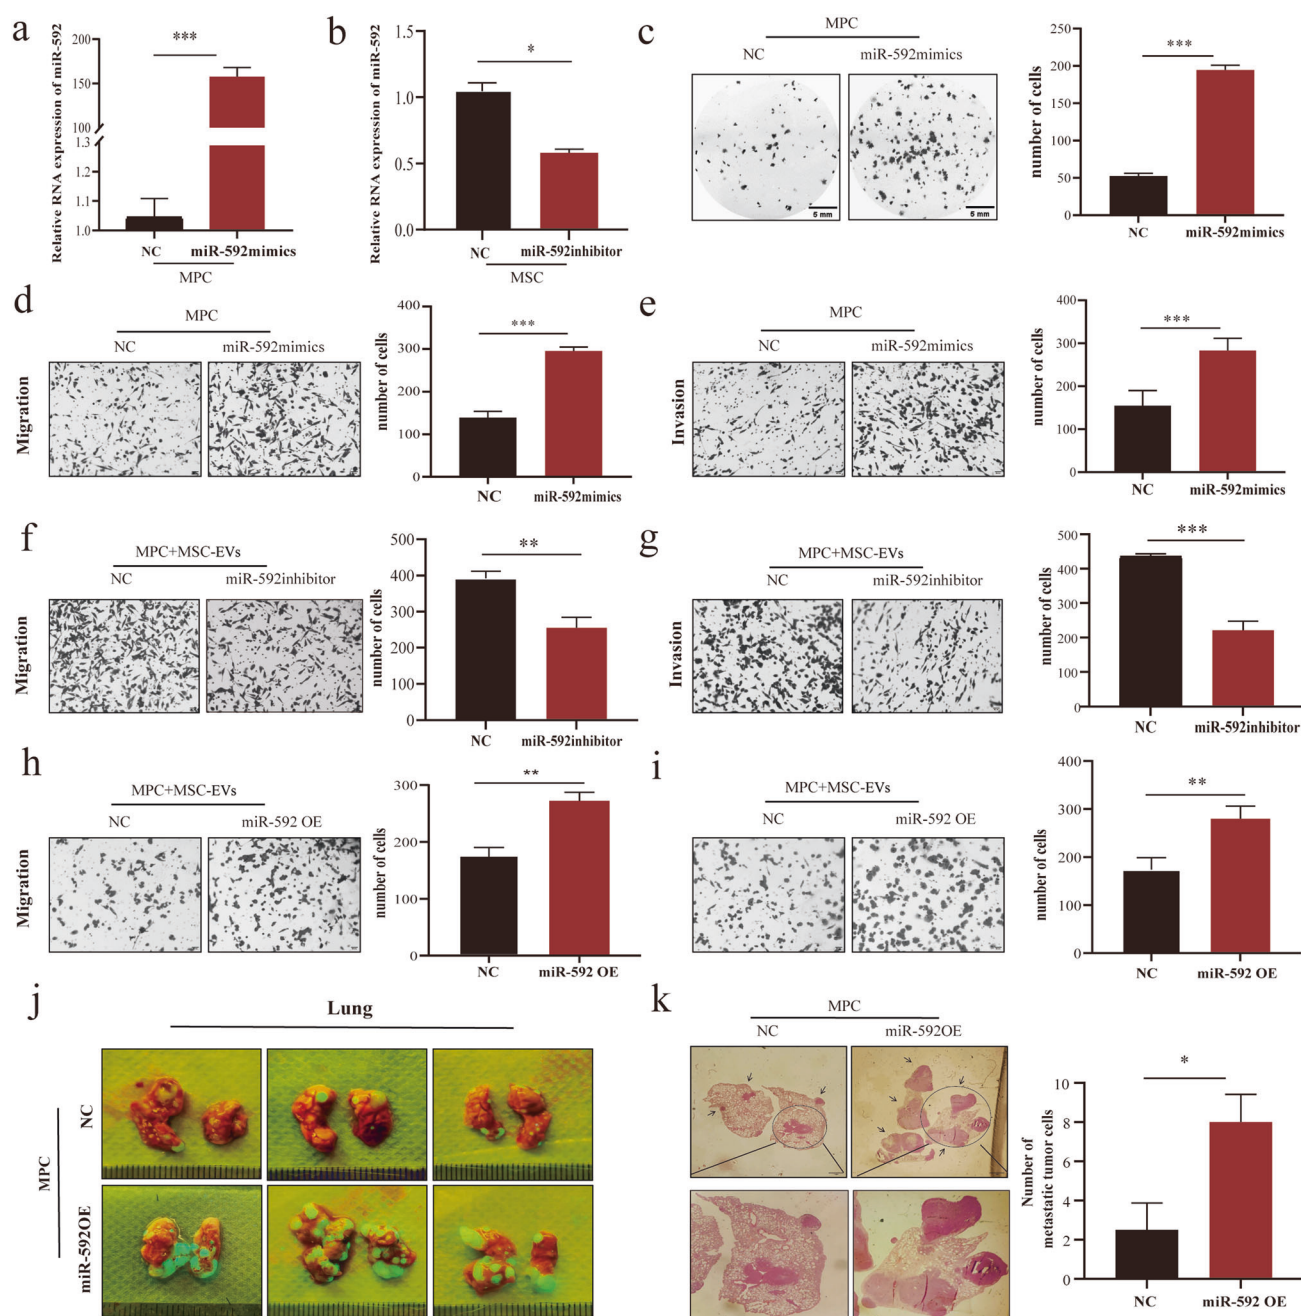 a
Relative RNA expression of miR-592
200
150
100
1.3
1.2
1.1
1.0
***
NC
miR-592mimics
MPC
b
Relative RNA expression of miR-592
1.5
1.0
0.5
0.0
*
NC
miR-592inhibitor
MSC
c
MPC
NC
miR-592mimics
5 mm
5 mm
number of cells
250
200
150
100
50
0
***
NC
miR-592mimics
d
MPC
NC
miR-592mimics
Migration
number of cells
400
300
200
100
0
***
NC
miR-592mimics
e
MPC
NC
miR-592mimics
Invasion
number of cells
400
300
200
100
0
***
NC
miR-592mimics
f
MPC+MSC-EVs
NC
miR-592inhibitor
Migration
number of cells
500
400
300
200
100
0
**
NC
miR-592inhibitor
g
MPC+MSC-EVs
NC
miR-592inhibitor
Invasion
number of cells
500
400
300
200
100
0
***
NC
miR-592inhibitor
h
MPC+MSC-EVs
NC
miR-592 OE
Migration
number of cells
300
200
100
0
**
NC
miR-592 OE
i
MPC+MSC-EVs
NC
miR-592 OE
number of cells
400
300
200
100
0
**
NC
miR-592 OE
j
Lung
MPC
NC
miR-592OE
k
MPC
NC
miR-592OE
Number of
metastatic tumor cells
10
8
6
4
2
0
*
NC
miR-592 OE